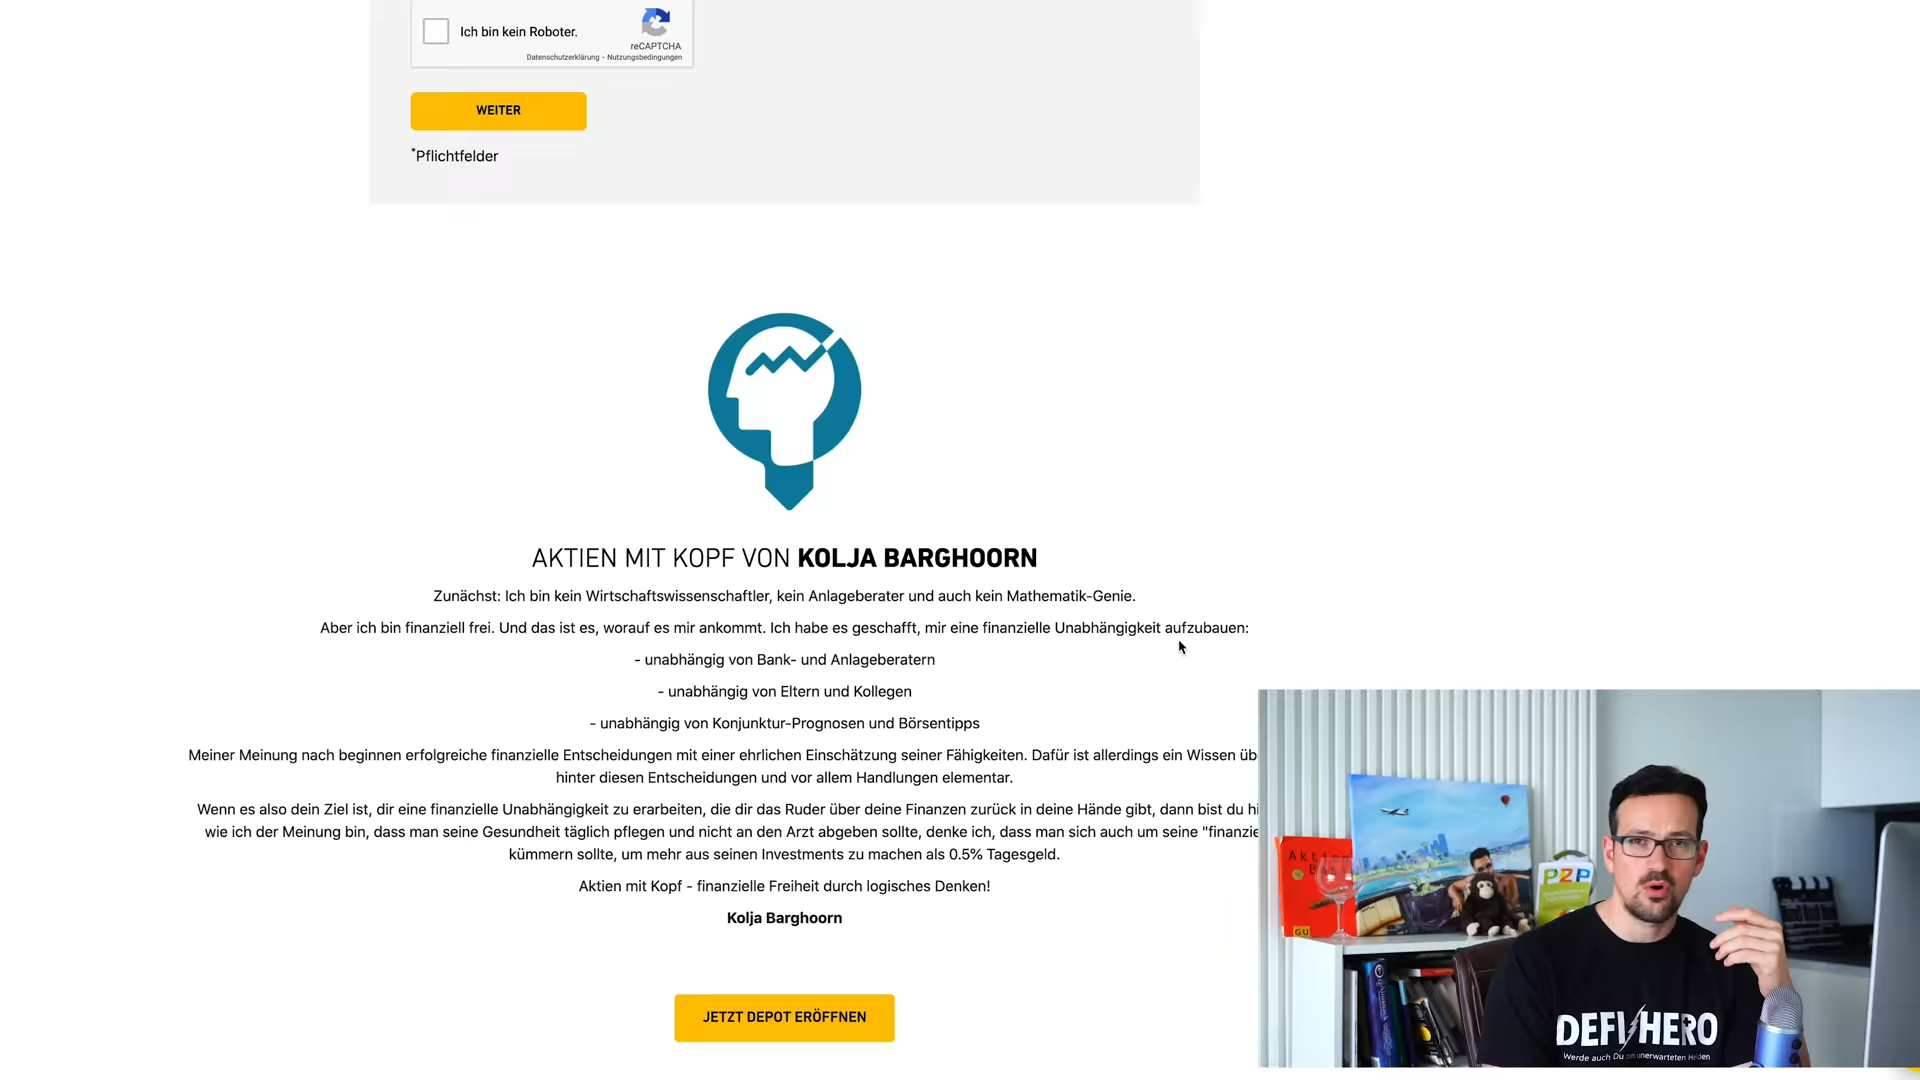 Ich bin kein Roboter.
reCAPTCHA
Datenschutzerklärung - Nutzungsbedingungen
WEITER
*Pflichtfelder
AKTIEN MIT KOPF VON KOLJA BARGHOORN
Zunächst: Ich bin kein Wirtschaftswissenschaftler, kein Anlageberater und auch kein Mathematik-Genie.
Aber ich bin finanziell frei. Und das ist es, worauf es mir ankommt. Ich habe es geschafft, mir eine finanzielle Unabhängigkeit aufzubauen:
- unabhängig von Bank- und Anlageberatern
- unabhängig von Eltern und Kollegen
- unabhängig von Konjunktur-Prognosen und Börsentipps
Meiner Meinung nach beginnen erfolgreiche finanzielle Entscheidungen mit einer ehrlichen Einschätzung seiner Fähigkeiten. Dafür ist allerdings ein Wissen üb
hinter diesen Entscheidungen und vor allem Handlungen elementar.
Wenn es also dein Ziel ist, dir eine finanzielle Unabhängigkeit zu erarbeiten, die dir das Ruder über deine Finanzen zurück in deine Hände gibt, dann bist du hi
wie ich der Meinung bin, dass man seine Gesundheit täglich pflegen und nicht an den Arzt abgeben sollte, denke ich, dass man sich auch um seine "finanzie
kümmern sollte, um mehr aus seinen Investments zu machen als 0.5% Tagesgeld.
Aktien mit Kopf - finanzielle Freiheit durch logisches Denken!
Kolja Barghoorn
JETZT DEPOT ERÖFFNEN
P2P
GU
DEFI HERO
Werde auch Du zum unerwarteten Helden